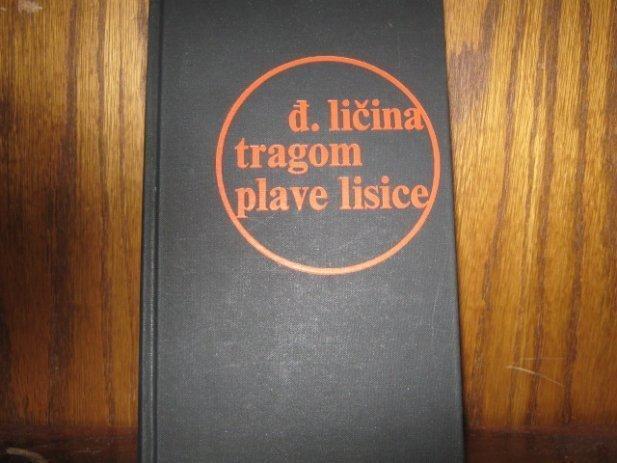 đ. ličina
tragom
plave lisice